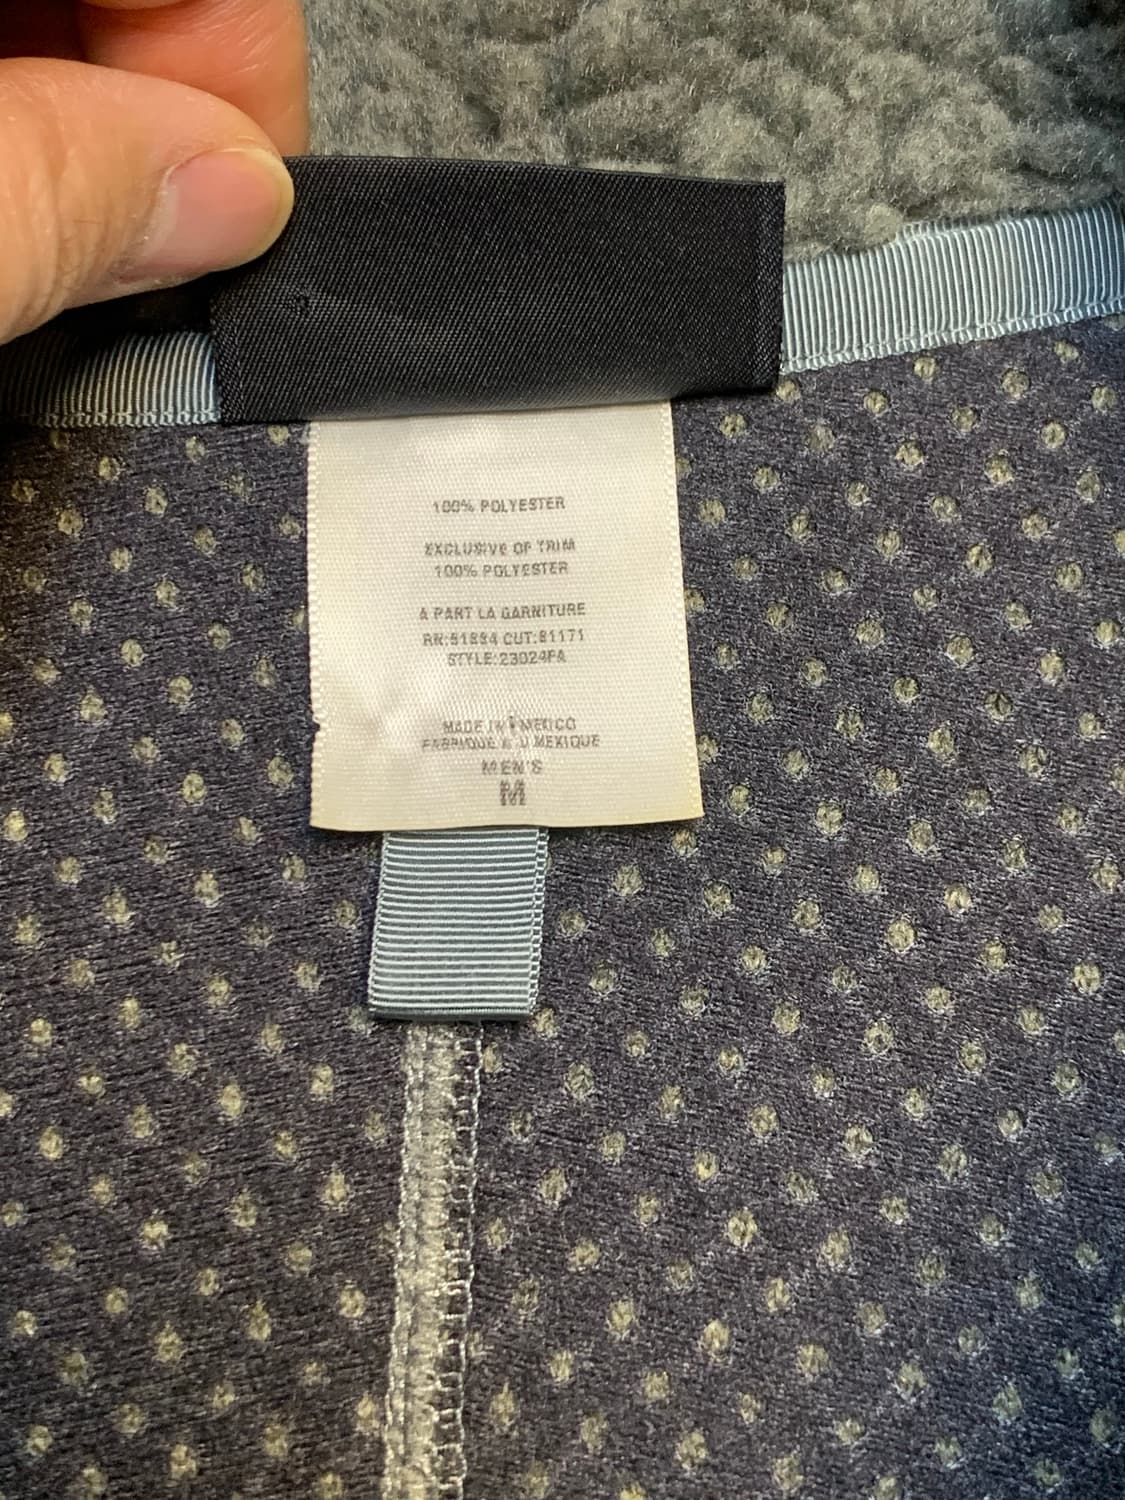 100% POLYESTER
EXCLUSIVE OF TRIM
100% POLYESTER
A PART LA GARNITURE
RN:51884 CUT:81171
STYLE:23024FA
MADE IN MEXICO
FABRIQUE AU MEXIQUE
MEN'S
M